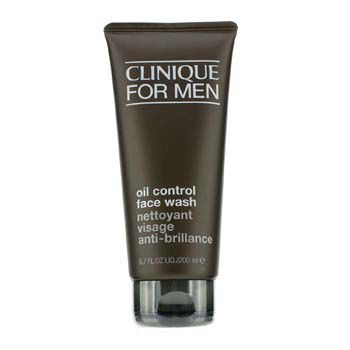 CLINIQUE
FOR MEN
oil control
face wash
nettoyant
visage
anti-brillance
6.7 FL.OZ.LIQ./200 ml ℮